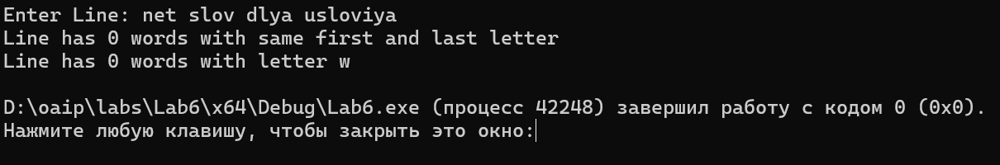 Enter Line: net slov dlya usloviya
Line has 0 words with same first and last letter
Line has 0 words with letter w
D:\oaip\labs\Lab6\x64\Debug\Lab6.exe (процесс 42248) завершил работу с кодом 0 (0x0).
Нажмите любую клавишу, чтобы закрыть это окно: